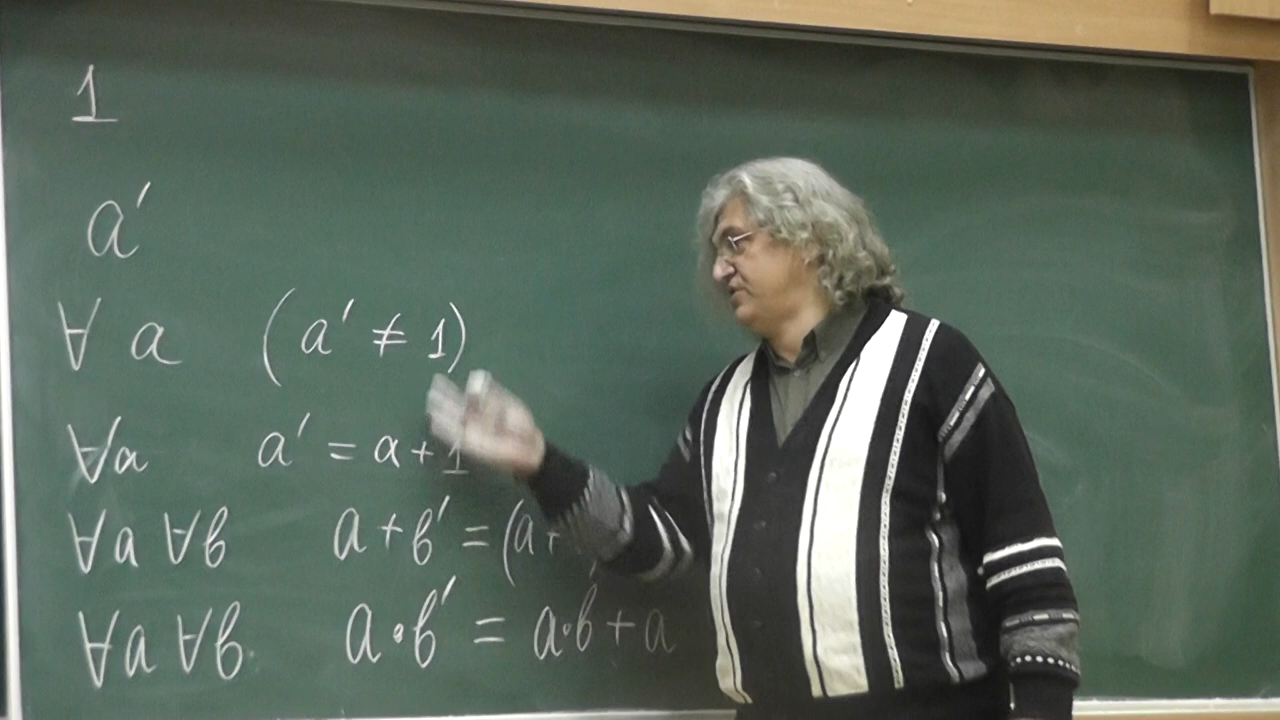 1
a′
∀ a (a′ ≠ 1)
∀a a′ = a + 1
∀a ∀b a + b′ = (a +
∀a ∀b a·b′ = a·b + a